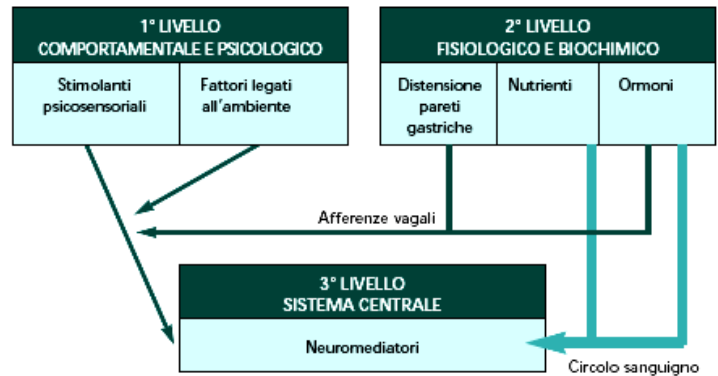 1° LIVELLO
COMPORTAMENTALE E PSICOLOGICO
Stimolanti
psicosensoriali
Fattori legati
all'ambiente
2° LIVELLO
FISIOLOGICO E BIOCHIMICO
Distensione
pareti
gastriche
Nutrienti
Ormoni
Afferenze vagali
3° LIVELLO
SISTEMA CENTRALE
Neuromediatori
Circolo sanguigno